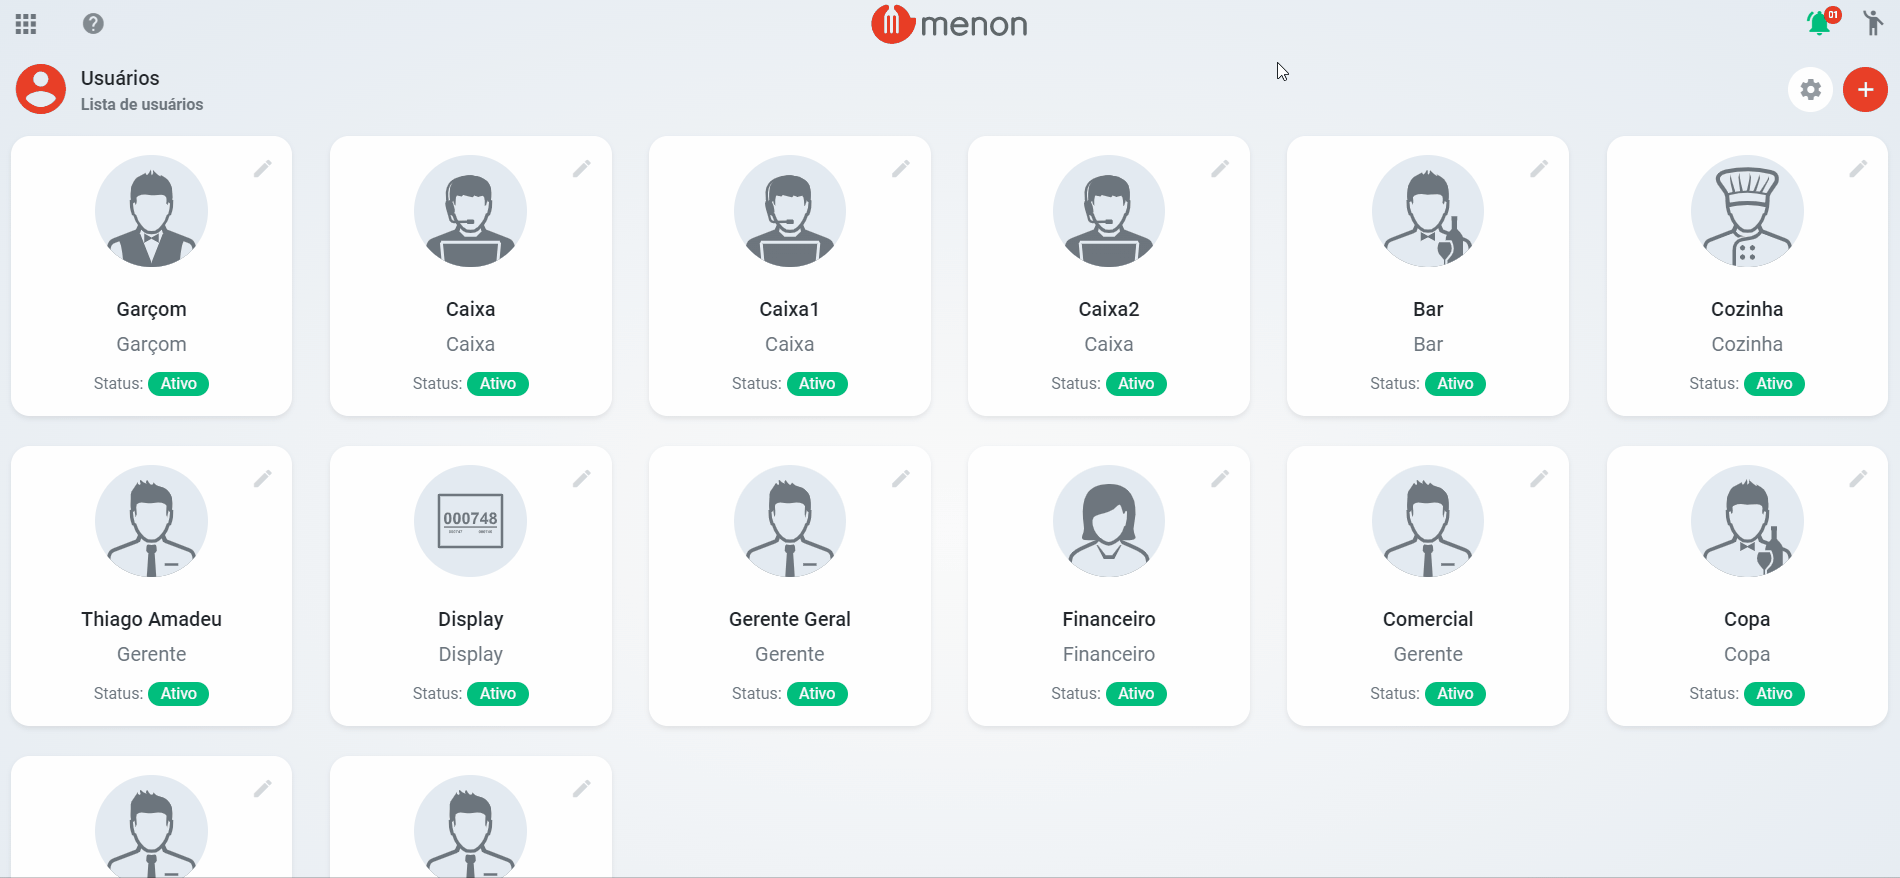 menon
01
Usuários
Lista de usuários
Garçom
Garçom
Status: Ativo
Caixa
Caixa
Status: Ativo
Caixa1
Caixa
Status: Ativo
Caixa2
Caixa
Status: Ativo
Bar
Bar
Status: Ativo
Cozinha
Cozinha
Status: Ativo
Thiago Amadeu
Gerente
Status: Ativo
000748
Display
Display
Status: Ativo
Gerente Geral
Gerente
Status: Ativo
Financeiro
Financeiro
Status: Ativo
Comercial
Gerente
Status: Ativo
Copa
Copa
Status: Ativo